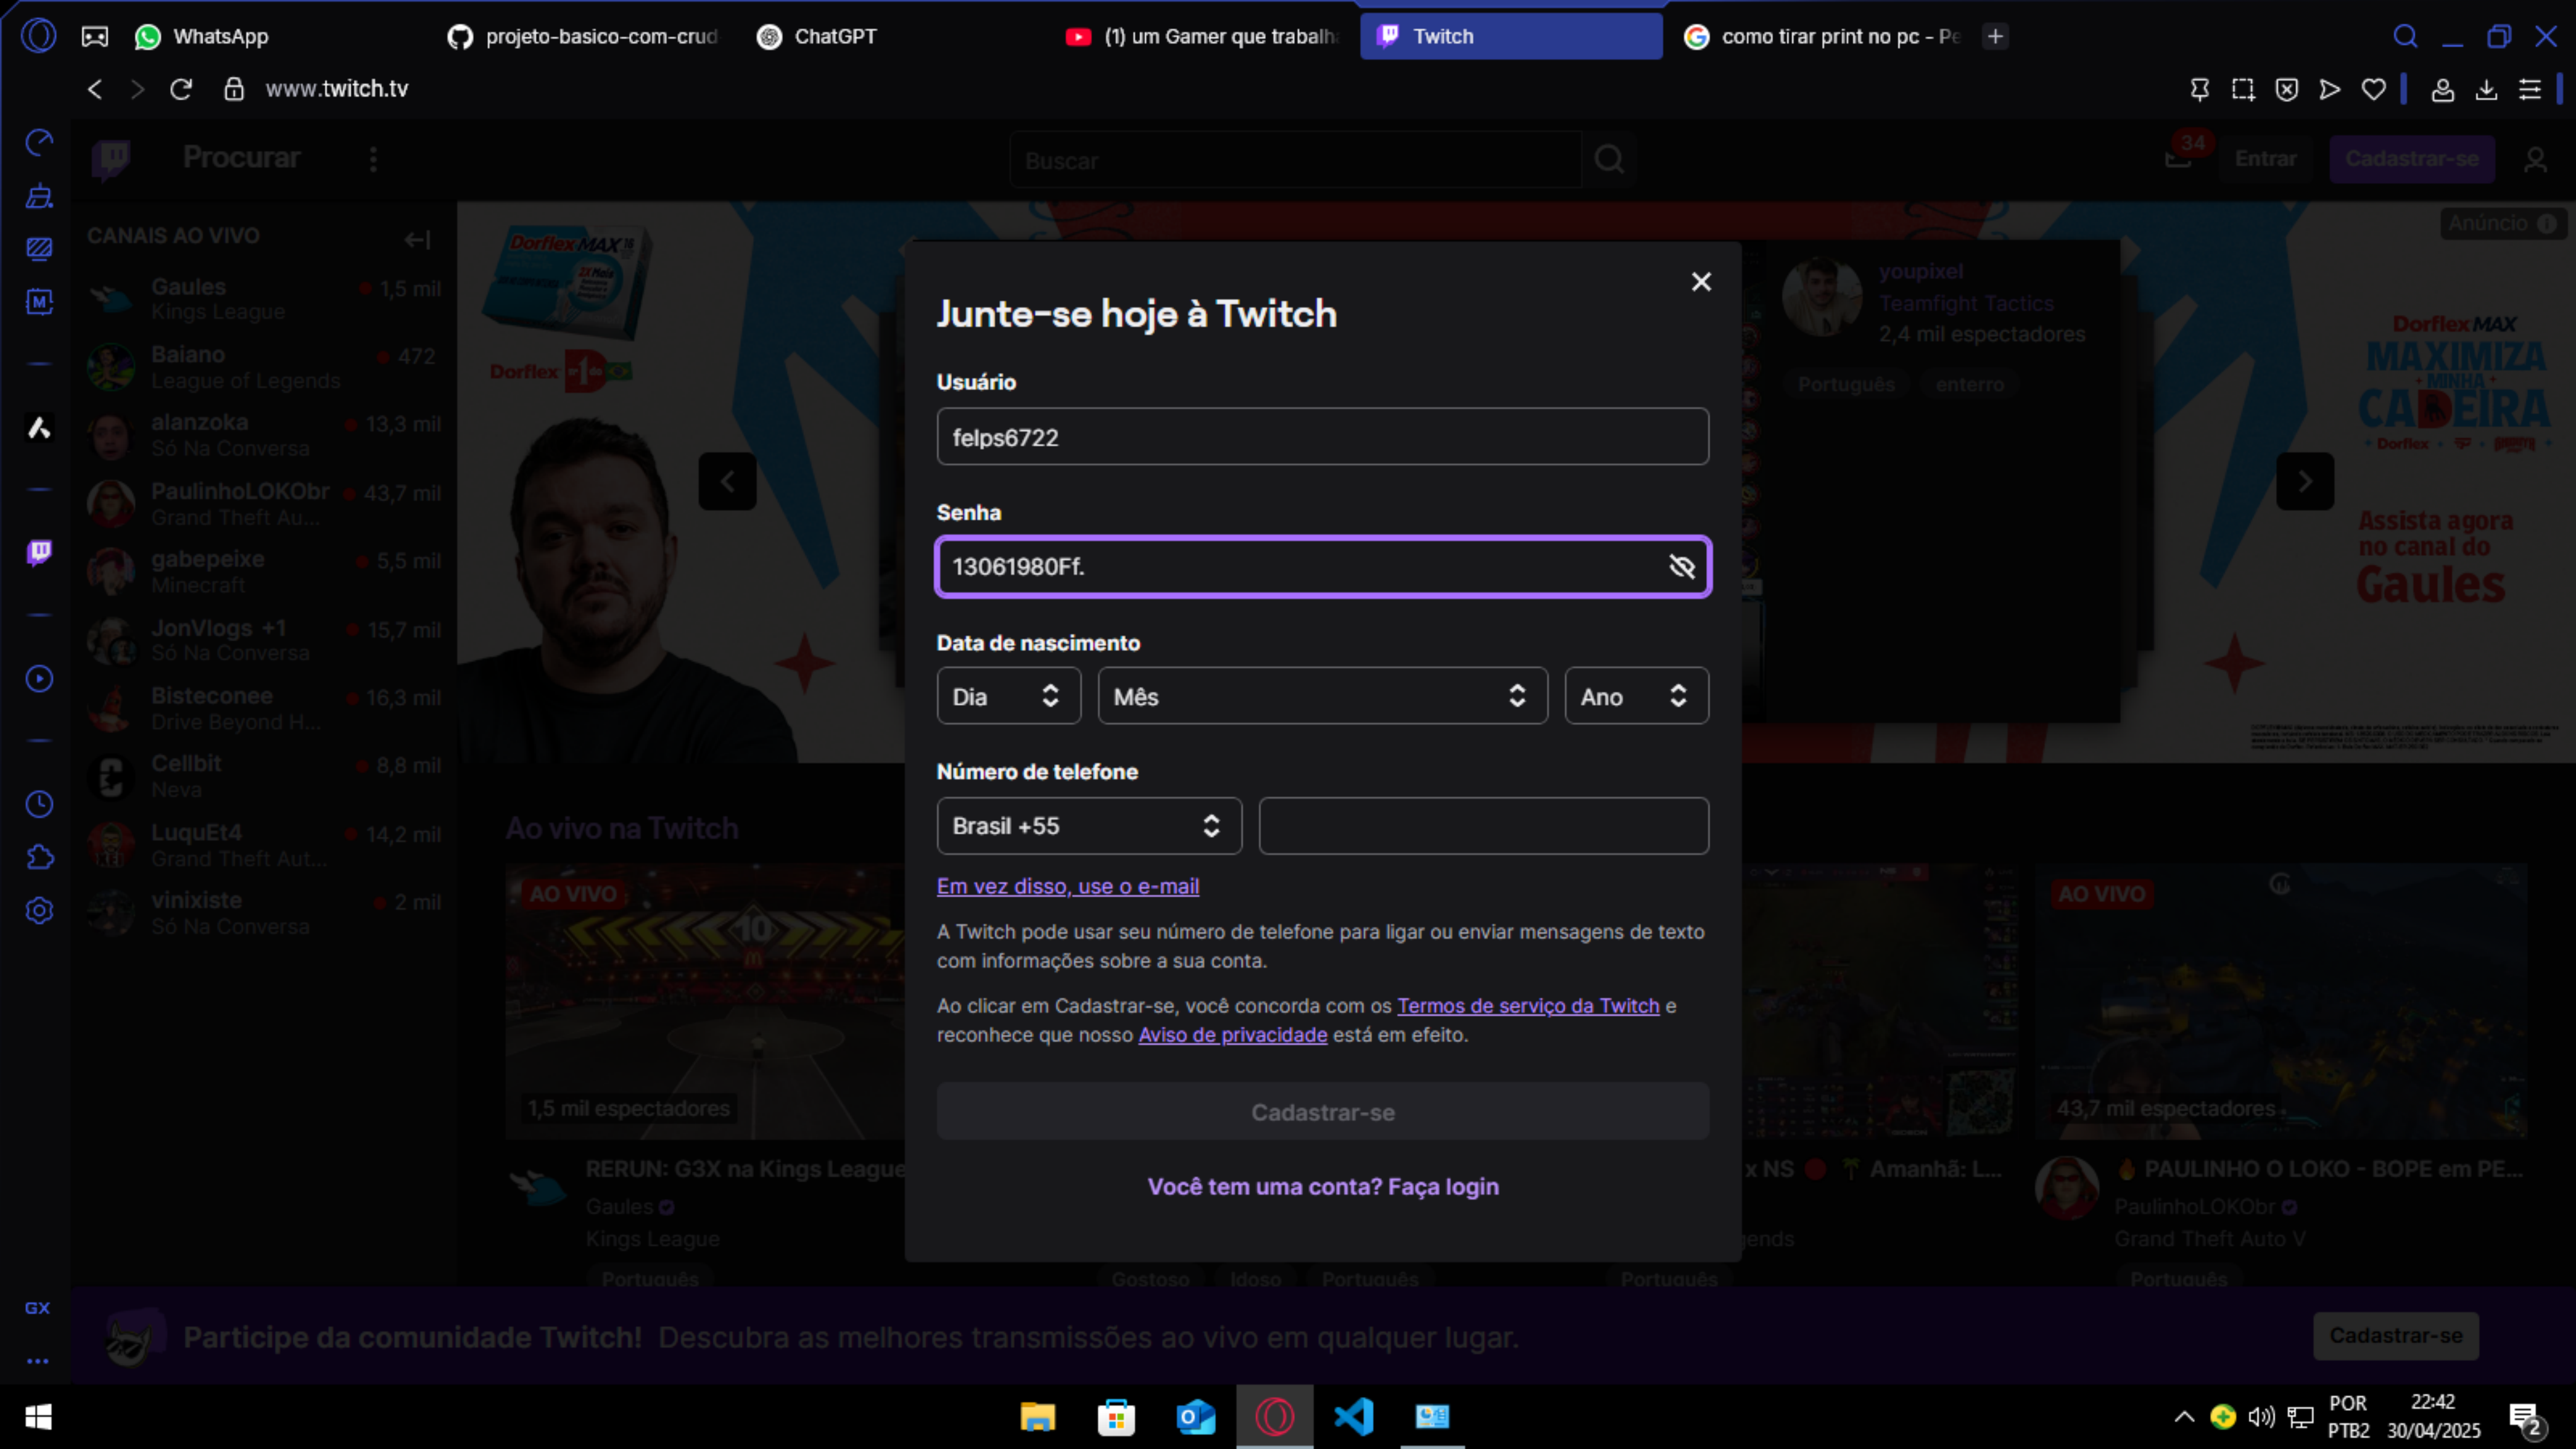 WhatsApp
projeto-basico-com-crud
ChatGPT
(1) um Gamer que trabalh
Twitch
como tirar print no pc - Pe
www.twitch.tv
Procurar
Buscar
34
Entrar
Cadastrar-se
CANAIS AO VIVO
Gaules
1,5 mil
Kings League
Baiano
472
League of Legends
alanzoka
13,3 mil
Só Na Conversa
PaulinhoLOKObr
43,7 mil
Grand Theft Au...
gabepeixe
5,5 mil
Minecraft
JonVlogs +1
15,7 mil
Só Na Conversa
Bisteconee
16,3 mil
Drive Beyond H...
Cellbit
8,8 mil
Neva
LuquEt4
14,2 mil
Grand Theft Aut...
vinixiste
2 mil
Só Na Conversa
GX
Dorflex MAX 16
2X Mais
Dorflex nº1 do
Anúncio
youpixel
Teamfight Tactics
2,4 mil espectadores
Português
enterro
Dorflex MAX
MAXIMIZA
MINHA
CADEIRA
Dorflex
Assista agora
no canal do
Gaules
Junte-se hoje à Twitch
Usuário
felps6722
Senha
13061980Ff.
Data de nascimento
Dia
Mês
Ano
Número de telefone
Brasil +55
Em vez disso, use o e-mail
A Twitch pode usar seu número de telefone para ligar ou enviar mensagens de texto
com informações sobre a sua conta.
Ao clicar em Cadastrar-se, você concorda com os Termos de serviço da Twitch e
reconhece que nosso Aviso de privacidade está em efeito.
Cadastrar-se
Você tem uma conta? Faça login
Ao vivo na Twitch
AO VIVO
10
1,5 mil espectadores
RERUN: G3X na Kings League
Gaules
Kings League
Português
Gostoso
Idoso
Português
x NS
Amanhã: L...
gends
Português
AO VIVO
43,7 mil espectadores
PAULINHO O LOKO - BOPE em PE...
PaulinhoLOKObr
Grand Theft Auto V
Português
Participe da comunidade Twitch! Descubra as melhores transmissões ao vivo em qualquer lugar.
Cadastrar-se
POR
PTB2
22:42
30/04/2025
2